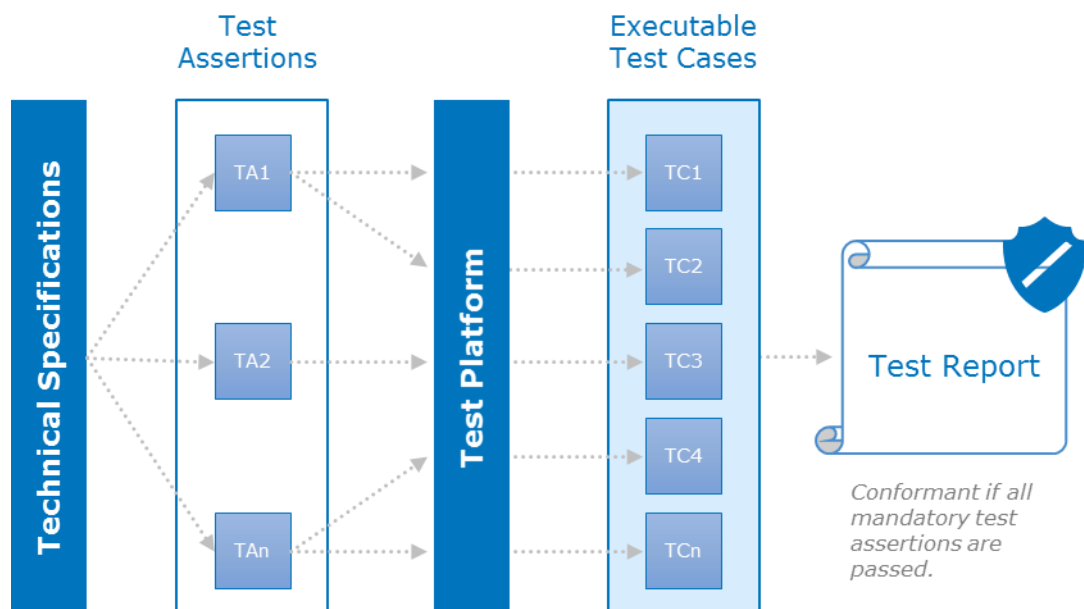 Test
Assertions
Executable
Test Cases
Technical Specifications
TA1
TA2
TAn
Test Platform
TC1
TC2
TC3
TC4
TCn
Test Report
Conformant if all
mandatory test
assertions are
passed.